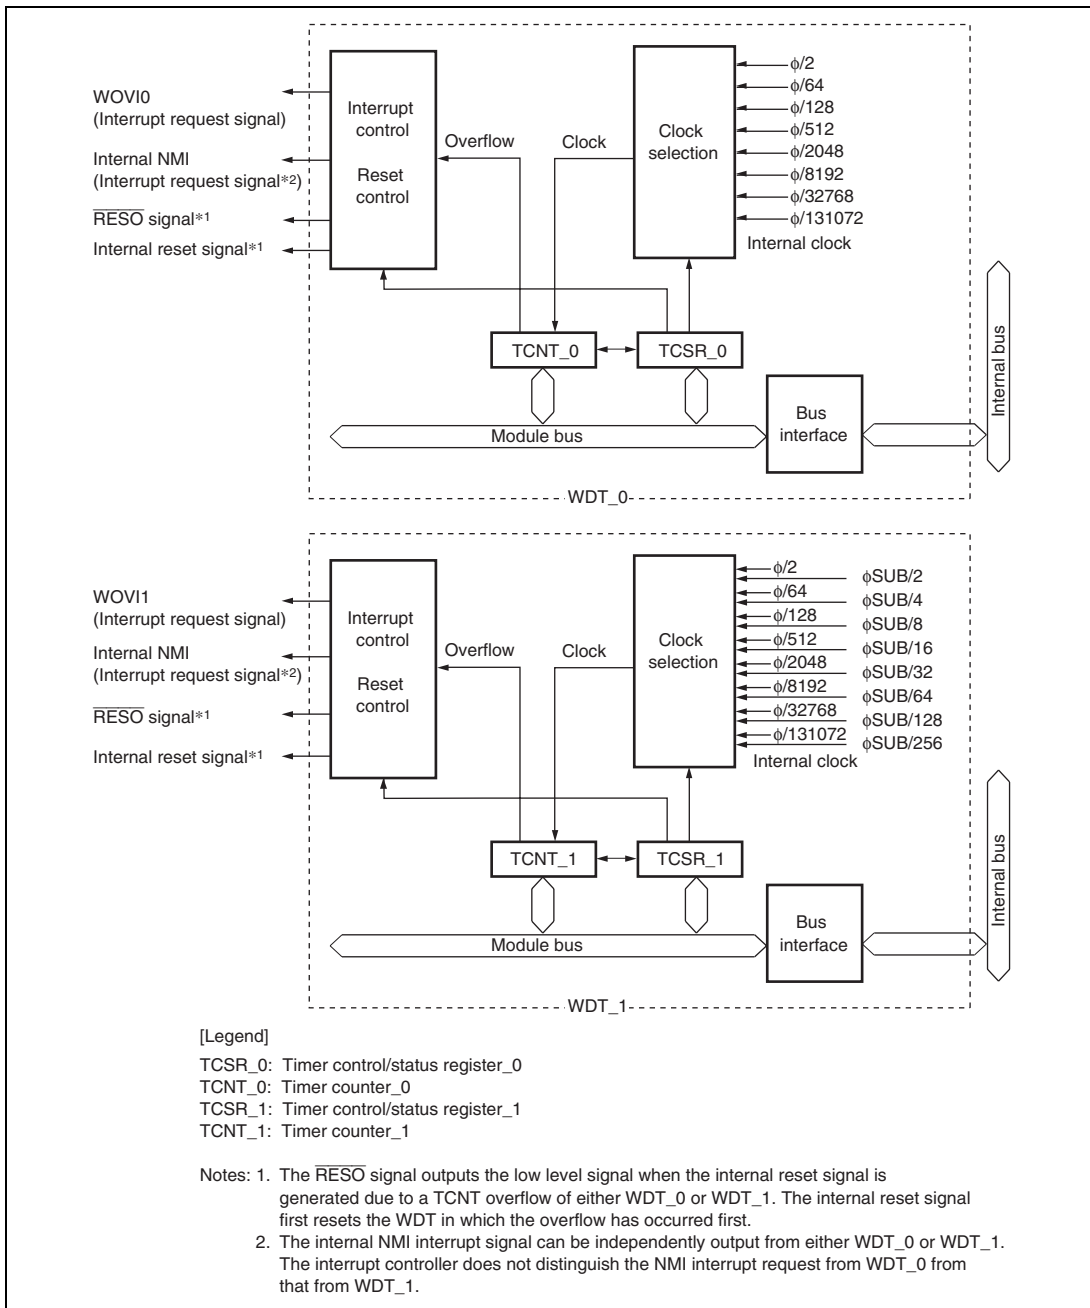 WOVI0
(Interrupt request signal)
Internal NMI
(Interrupt request signal*2)
RESO signal*1
Internal reset signal*1
Interrupt
control
Reset
control
Overflow
Clock
Clock
selection
ϕ/2
ϕ/64
ϕ/128
ϕ/512
ϕ/2048
ϕ/8192
ϕ/32768
ϕ/131072
Internal clock
TCNT_0
TCSR_0
Module bus
Bus
interface
Internal bus
WDT_0
WOVI1
(Interrupt request signal)
Internal NMI
(Interrupt request signal*2)
RESO signal*1
Internal reset signal*1
Interrupt
control
Reset
control
Overflow
Clock
Clock
selection
ϕ/2
ϕSUB/2
ϕ/64
ϕSUB/4
ϕ/128
ϕSUB/8
ϕ/512
ϕSUB/16
ϕ/2048
ϕSUB/32
ϕ/8192
ϕSUB/64
ϕ/32768
ϕSUB/128
ϕ/131072
ϕSUB/256
Internal clock
TCNT_1
TCSR_1
Module bus
Bus
interface
Internal bus
WDT_1
[Legend]
TCSR_0: Timer control/status register_0
TCNT_0: Timer counter_0
TCSR_1: Timer control/status register_1
TCNT_1: Timer counter_1
Notes: 1. The RESO signal outputs the low level signal when the internal reset signal is
generated due to a TCNT overflow of either WDT_0 or WDT_1. The internal reset signal
first resets the WDT in which the overflow has occurred first.
2. The internal NMI interrupt signal can be independently output from either WDT_0 or WDT_1.
The interrupt controller does not distinguish the NMI interrupt request from WDT_0 from
that from WDT_1.